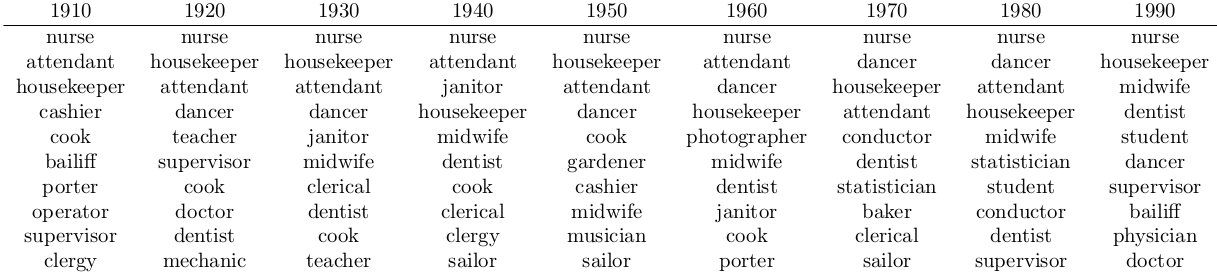 1910 1920 1930 1940 1950 1960 1970 1980 1990
nurse nurse nurse nurse nurse nurse nurse nurse nurse
attendant housekeeper housekeeper attendant housekeeper attendant dancer dancer housekeeper
housekeeper attendant attendant janitor attendant dancer housekeeper attendant midwife
cashier dancer dancer housekeeper dancer housekeeper attendant housekeeper dentist
cook teacher janitor midwife cook photographer conductor midwife student
bailiff supervisor midwife dentist gardener midwife dentist statistician dancer
porter cook clerical cook cashier dentist statistician student supervisor
operator doctor dentist clerical midwife janitor baker conductor bailiff
supervisor dentist cook clergy musician cook clerical dentist physician
clergy mechanic teacher sailor sailor porter sailor supervisor doctor